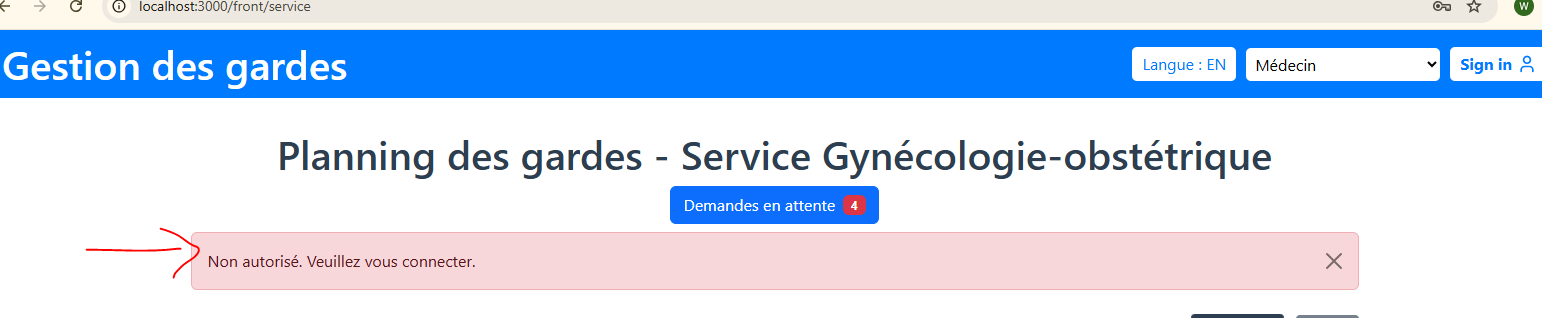 localhost:3000/front/service
W
Gestion des gardes
Langue : EN
Médecin
Sign in
Planning des gardes - Service Gynécologie-obstétrique
Demandes en attente 4
Non autorisé. Veuillez vous connecter.